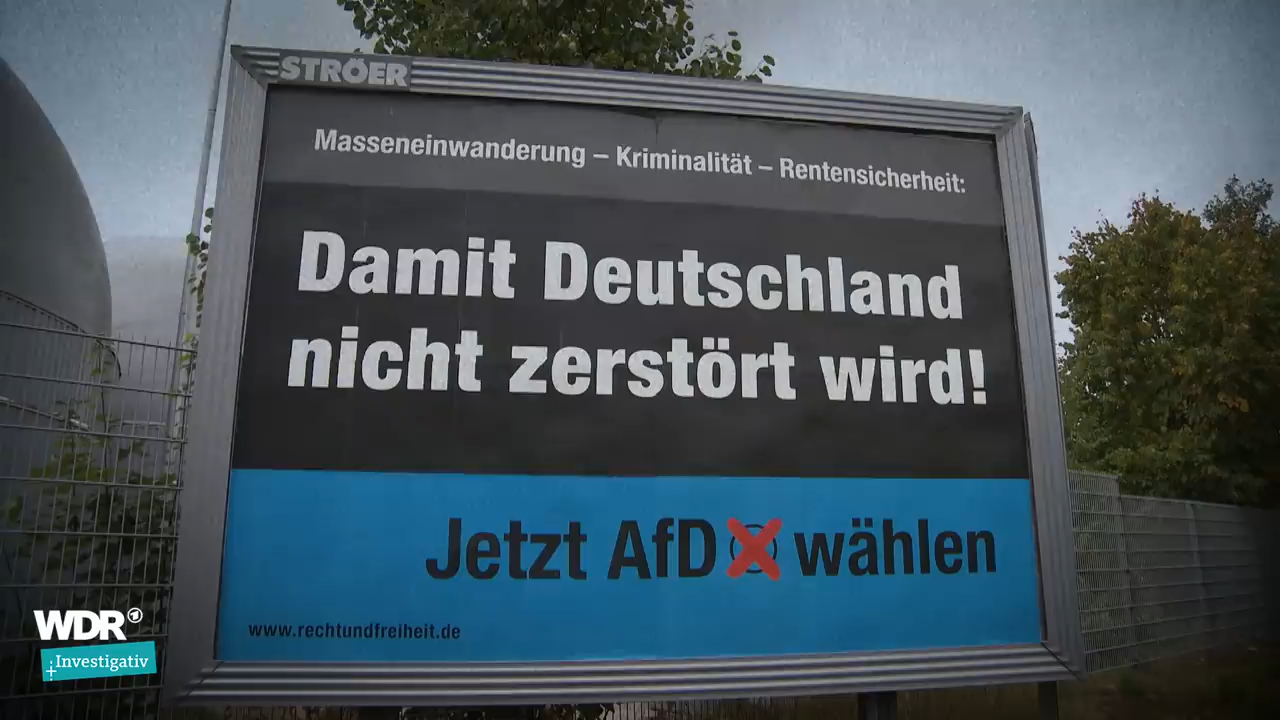 STRÖER
Masseneinwanderung – Kriminalität – Rentensicherheit:
Damit Deutschland
nicht zerstört wird!
Jetzt AfD wählen
www.rechtundfreiheit.de
WDR
Investigativ